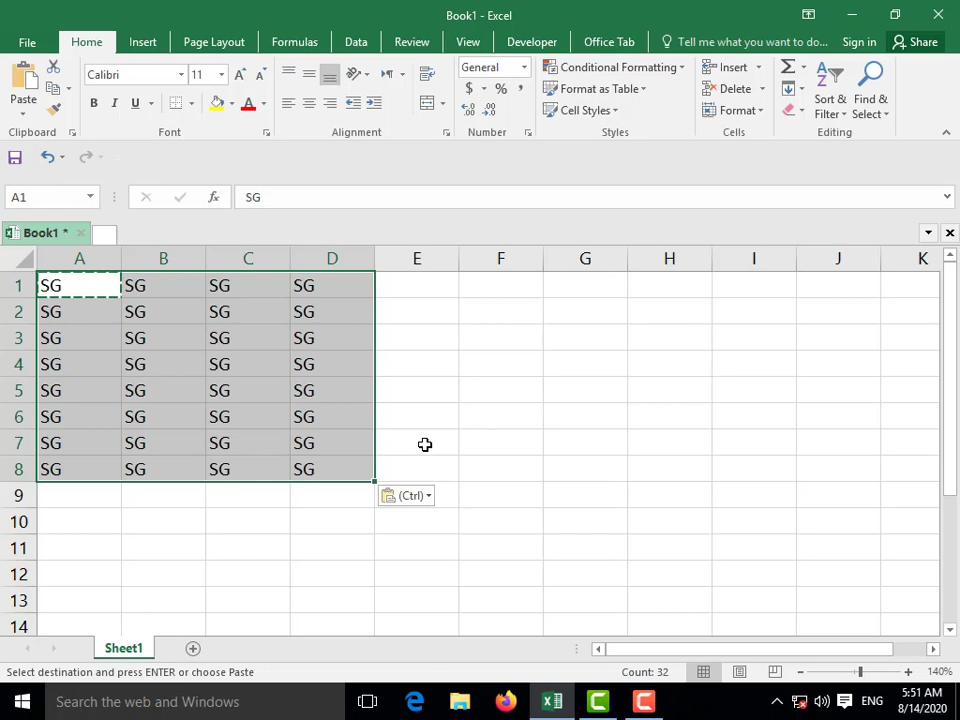 Book1 - Excel
File Home Insert Page Layout Formulas Data Review View Developer Office Tab Tell me what you want to do... Sign in Share
Calibri 11 General Conditional Formatting Insert
Paste B I U A $ % , Format as Table Delete Sort & Find &
Cell Styles Format Filter Select
Clipboard Font Alignment Number Styles Cells Editing
A1 fx SG
Book1 *
A B C D E F G H I J K
1 SG SG SG SG
2 SG SG SG SG
3 SG SG SG SG
4 SG SG SG SG
5 SG SG SG SG
6 SG SG SG SG
7 SG SG SG SG
8 SG SG SG SG
9 (Ctrl)
10
11
12
13
14
Sheet1
Select destination and press ENTER or choose Paste Count: 32 140%
Search the web and Windows ENG 5:51 AM
8/14/2020